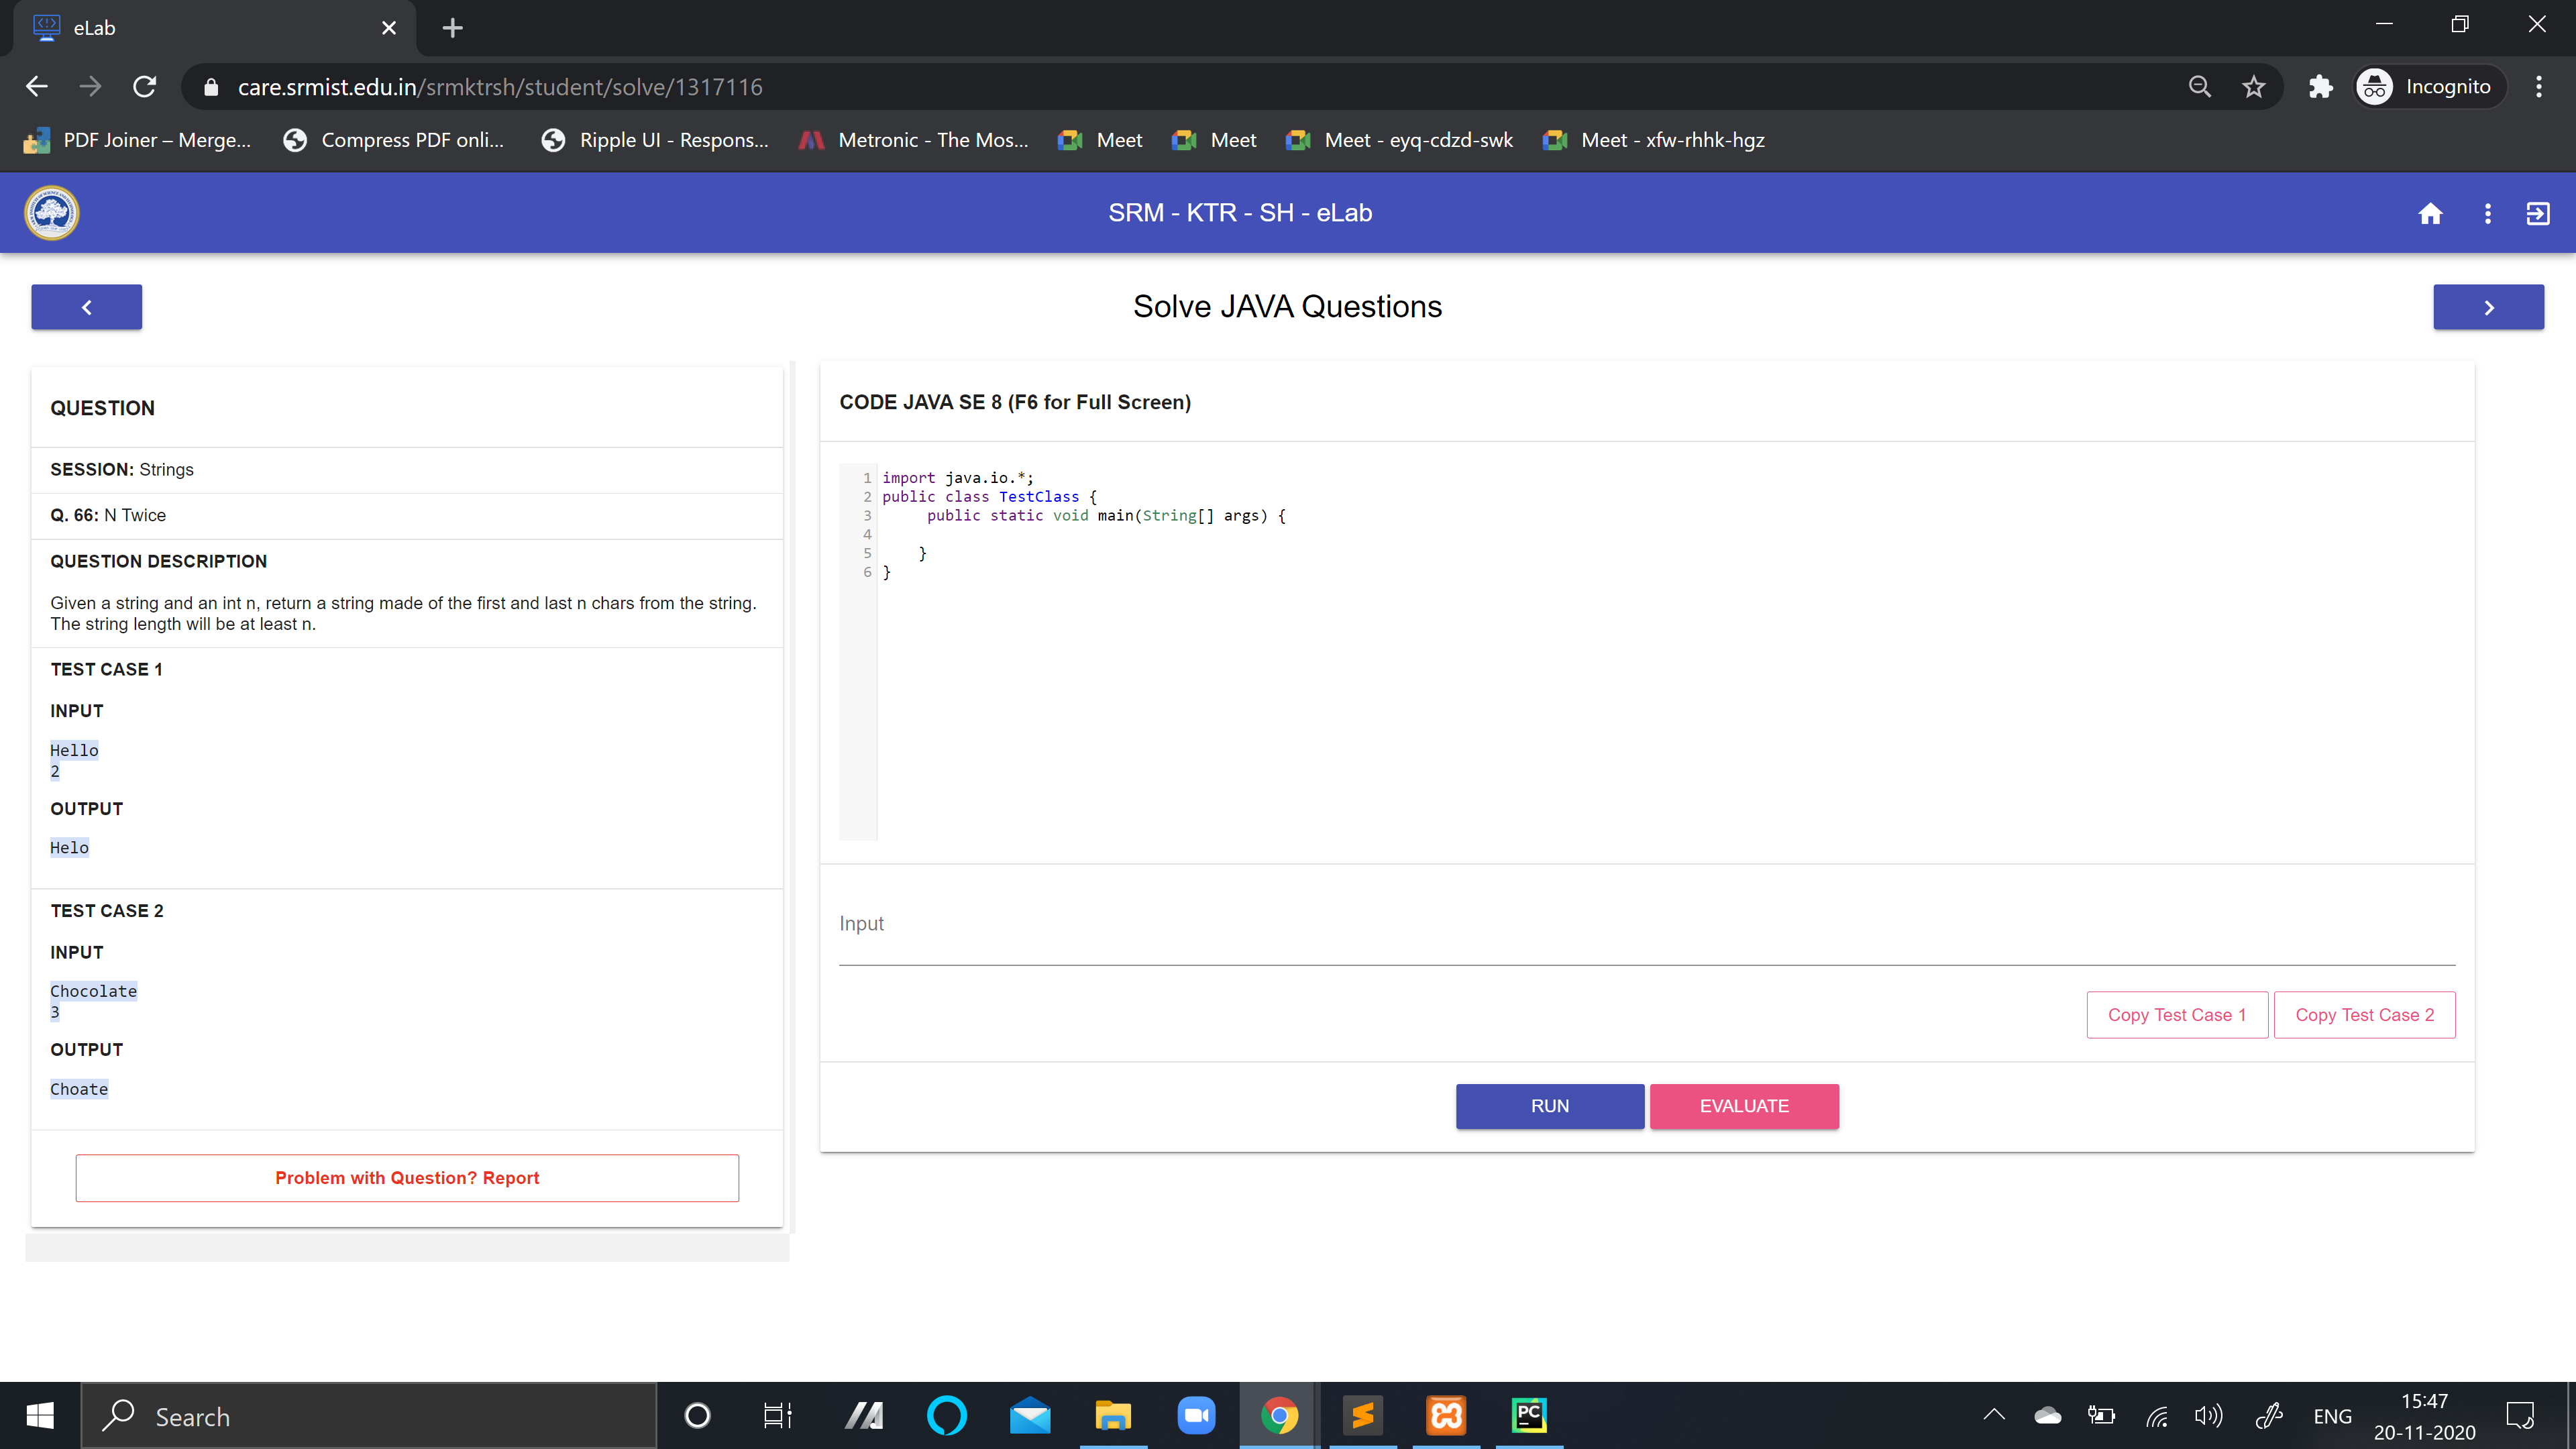 eLab
care.srmist.edu.in/srmktrsh/student/solve/1317116
Incognito
PDF Joiner – Merge...
Compress PDF onli...
Ripple UI - Respons...
Metronic - The Mos...
Meet
Meet
Meet - eyq-cdzd-swk
Meet - xfw-rhhk-hgz
SRM - KTR - SH - eLab
Solve JAVA Questions
QUESTION
SESSION: Strings
Q. 66: N Twice
QUESTION DESCRIPTION
Given a string and an int n, return a string made of the first and last n chars from the string.
The string length will be at least n.
TEST CASE 1
INPUT
Hello
2
OUTPUT
Helo
TEST CASE 2
INPUT
Chocolate
3
OUTPUT
Choate
Problem with Question? Report
CODE JAVA SE 8 (F6 for Full Screen)
1 import java.io.*;
2 public class TestClass {
3 public static void main(String[] args) {
4
5 }
6 }
Input
Copy Test Case 1
Copy Test Case 2
RUN
EVALUATE
Search
PC
ENG
15:47
20-11-2020